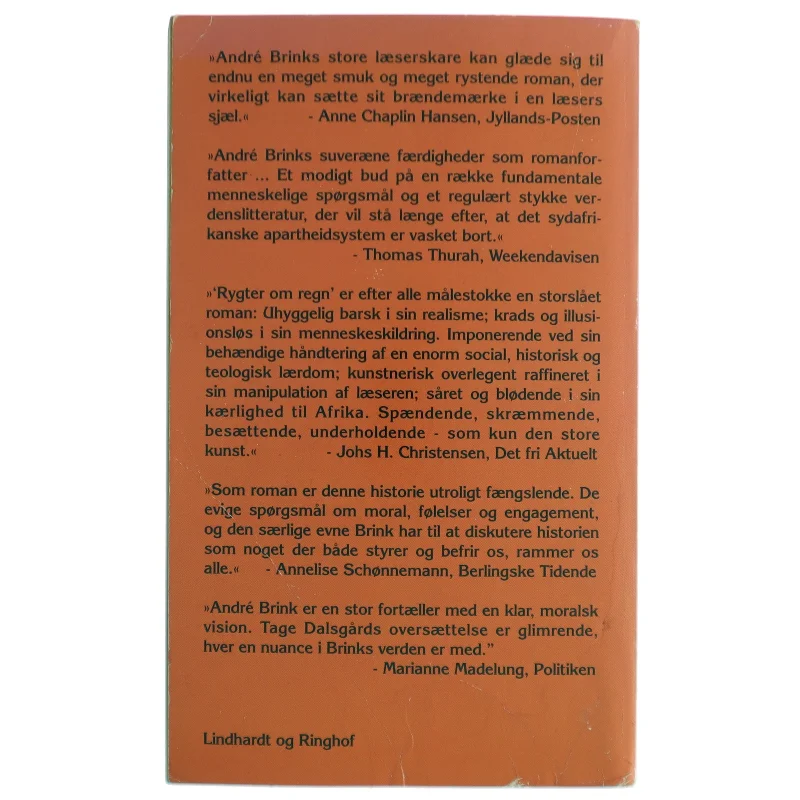 »André Brinks store læserskare kan glæde sig til
endnu en meget smuk og meget rystende roman, der
virkeligt kan sætte sit brændemærke i en læsers
sjæl.« - Anne Chaplin Hansen, Jyllands-Posten
»André Brinks suveræne færdigheder som romanfor-
fatter ... Et modigt bud på en række fundamentale
menneskelige spørgsmål og et regulært stykke ver-
denslitteratur, der vil stå længe efter, at det sydafri-
kanske apartheidsystem er vasket bort.«
- Thomas Thurah, Weekendavisen
»'Rygter om regn' er efter alle målestokke en storslået
roman: Uhyggelig barsk i sin realisme; krads og illusi-
onsløs i sin menneskeskildring. Imponerende ved sin
behændige håndtering af en enorm social, historisk og
teologisk lærdom; kunstnerisk overlegent raffineret i
sin manipulation af læseren; såret og blødende i sin
kærlighed til Afrika. Spændende, skræmmende,
besættende, underholdende - som kun den store
kunst.« - Johs H. Christensen, Det fri Aktuelt
»Som roman er denne historie utroligt fængslende. De
evige spørgsmål om moral, følelser og engagement,
og den særlige evne Brink har til at diskutere historien
som noget der både styrer og befrir os, rammer os
alle.« - Annelise Schønnemann, Berlingske Tidende
»André Brink er en stor fortæller med en klar, moralsk
vision. Tage Dalsgårds oversættelse er glimrende,
hver en nuance i Brinks verden er med.”
- Marianne Madelung, Politiken
Lindhardt og Ringhof